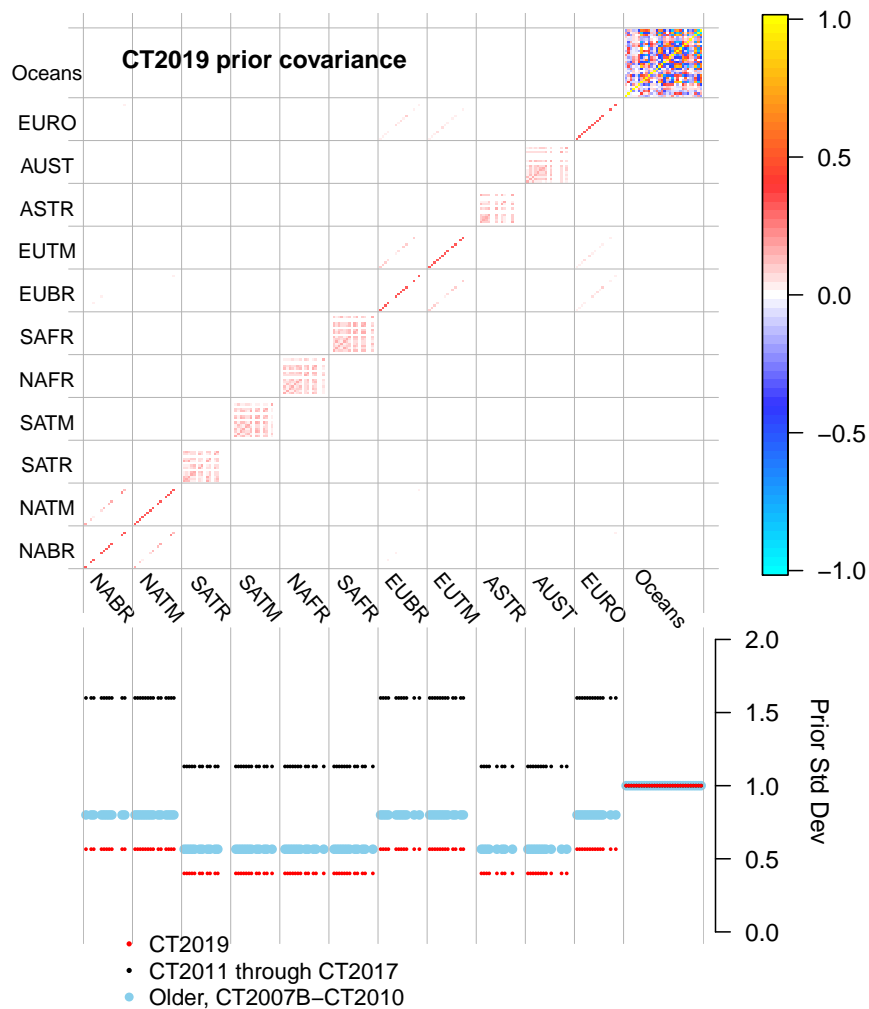 CT2019 prior covariance
Oceans
EURO
AUST
ASTR
EUTM
EUBR
SAFR
NAFR
SATM
SATR
NATM
NABR
1.0
0.5
0.0
−0.5
−1.0
NABR
NATM
SATR
SATM
NAFR
SAFR
EUBR
EUTM
ASTR
AUST
EURO
Oceans
2.0
1.5
1.0
0.5
0.0
Prior Std Dev
CT2019
CT2011 through CT2017
Older, CT2007B−CT2010